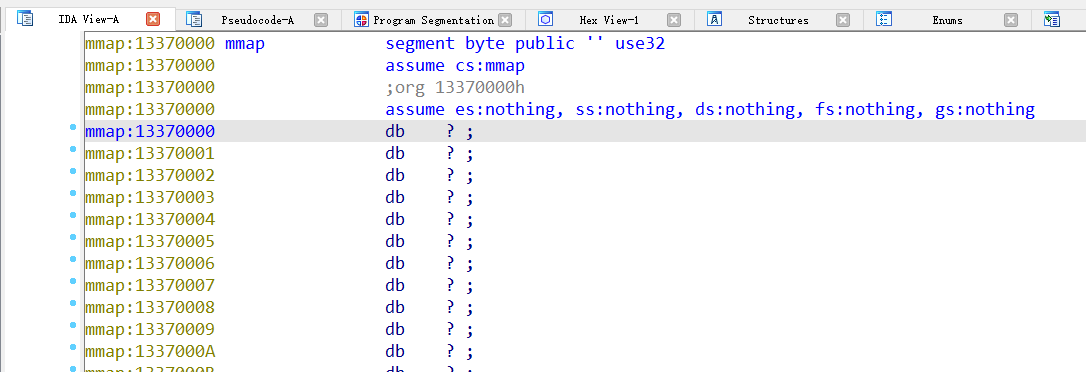 IDA View-A Pseudocode-A Program Segmentation Hex View-1 Structures Enums
mmap:13370000 mmap segment byte public '' use32
mmap:13370000 assume cs:mmap
mmap:13370000 ;org 13370000h
mmap:13370000 assume es:nothing, ss:nothing, ds:nothing, fs:nothing, gs:nothing
mmap:13370000 db ? ;
mmap:13370001 db ? ;
mmap:13370002 db ? ;
mmap:13370003 db ? ;
mmap:13370004 db ? ;
mmap:13370005 db ? ;
mmap:13370006 db ? ;
mmap:13370007 db ? ;
mmap:13370008 db ? ;
mmap:13370009 db ? ;
mmap:1337000A db ? ;
mmap:1337000B db ? ;